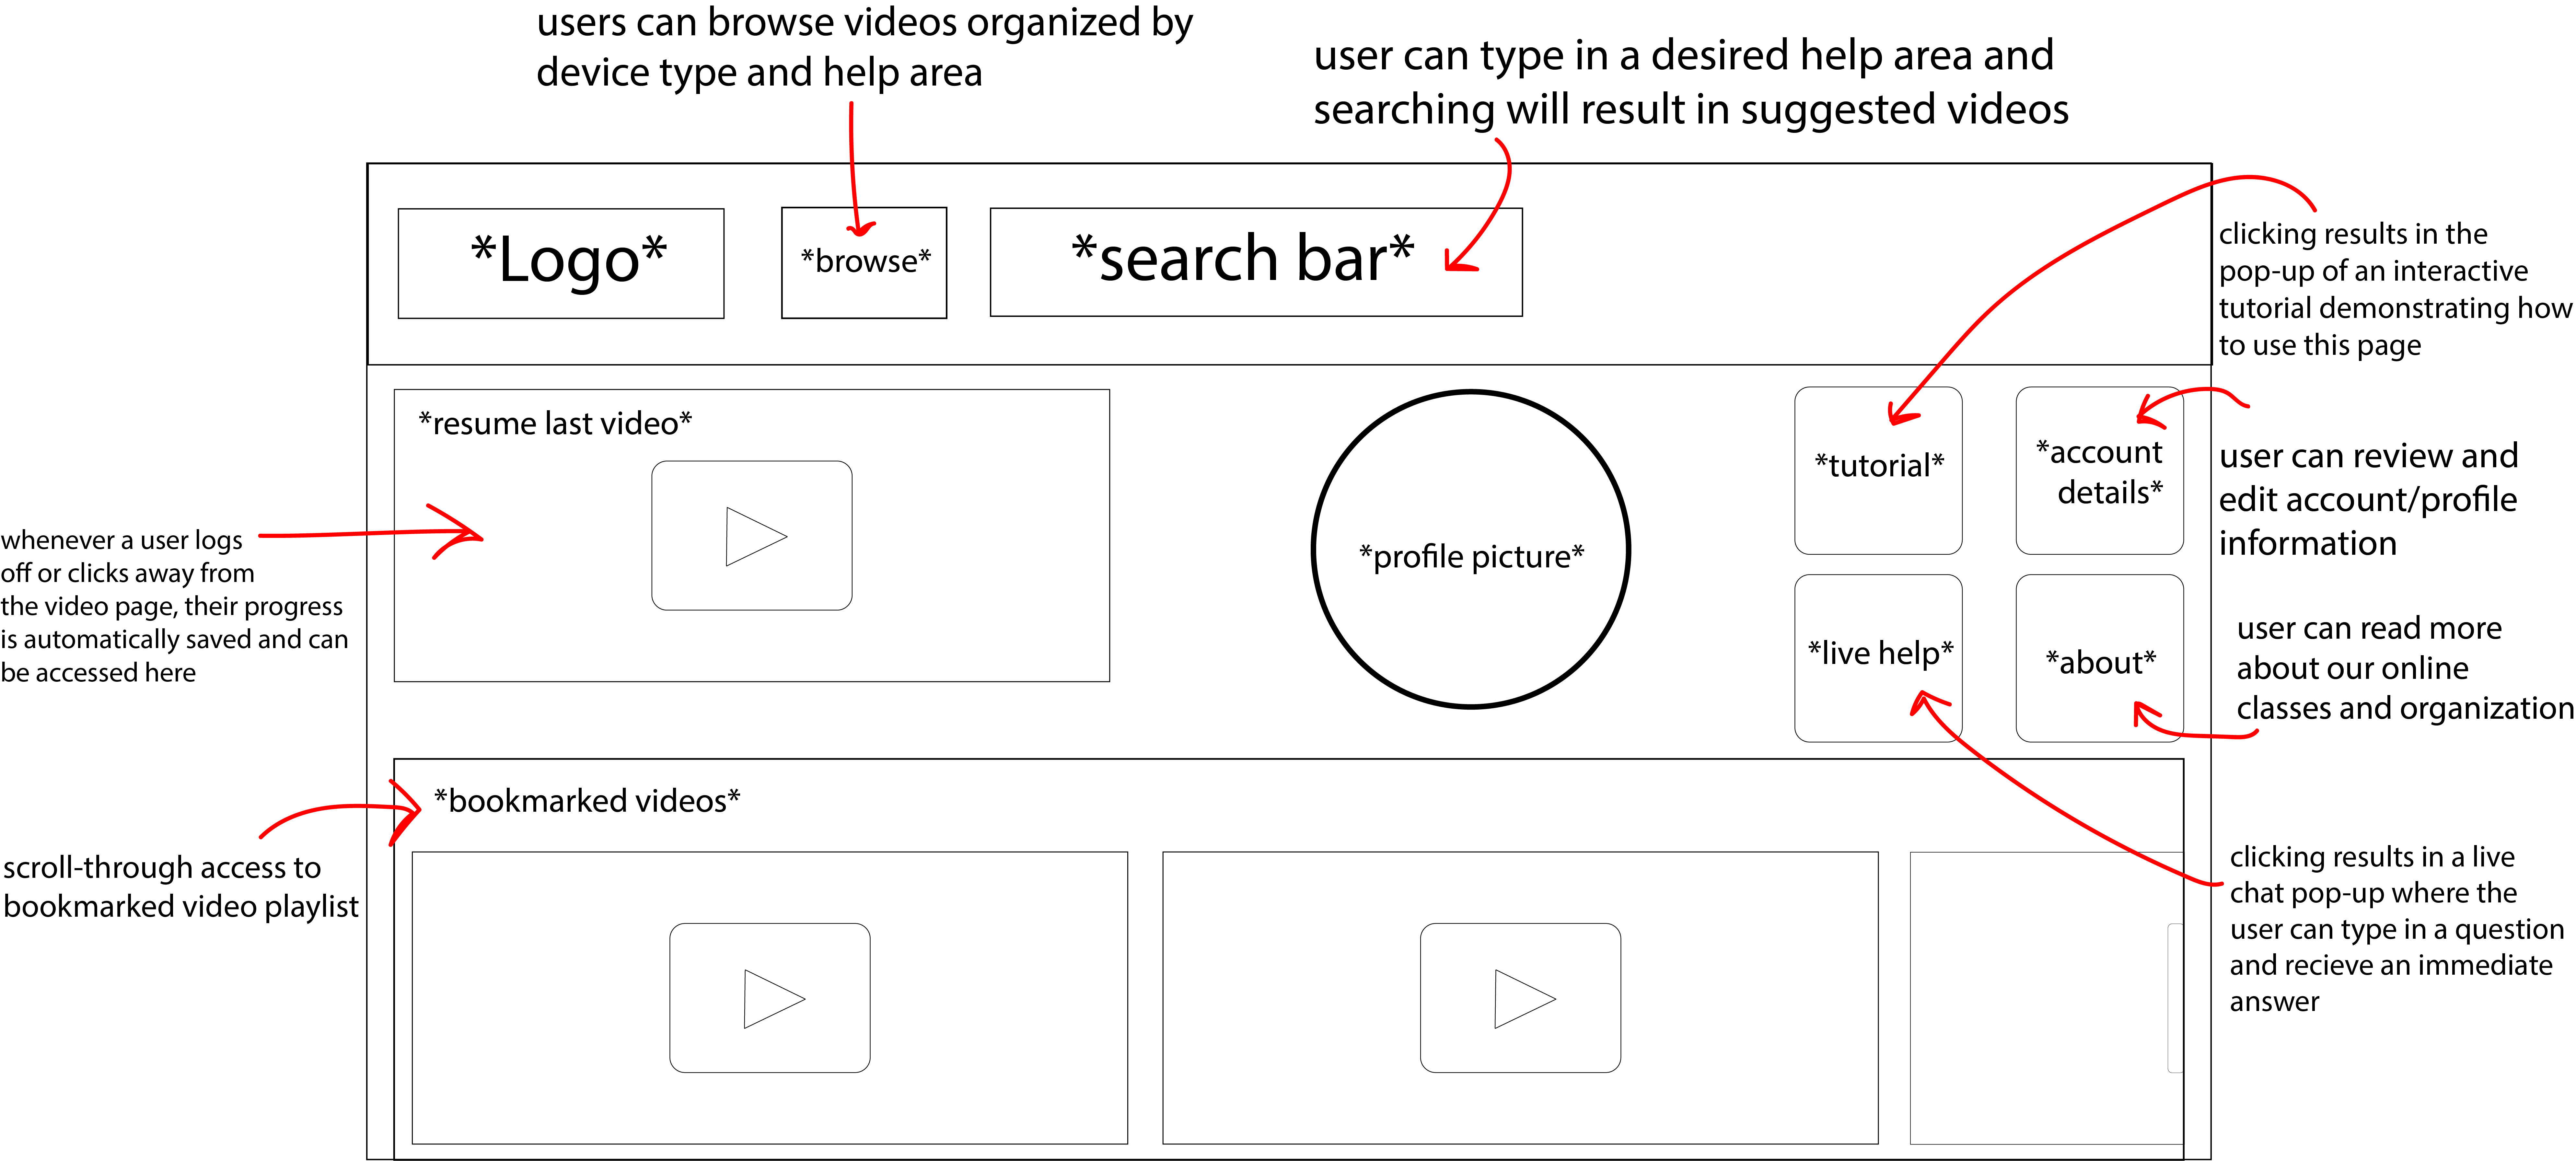 users can browse videos organized by
device type and help area
user can type in a desired help area and
searching will result in suggested videos
*Logo*
*browse*
*search bar*
clicking results in the
pop-up of an interactive
tutorial demonstrating how
to use this page
*resume last video*
*profile picture*
*tutorial*
*account
details*
user can review and
edit account/profile
information
whenever a user logs
off or clicks away from
the video page, their progress
is automatically saved and can
be accessed here
*live help*
*about*
user can read more
about our online
classes and organization
*bookmarked videos*
scroll-through access to
bookmarked video playlist
clicking results in a live
chat pop-up where the
user can type in a question
and recieve an immediate
answer